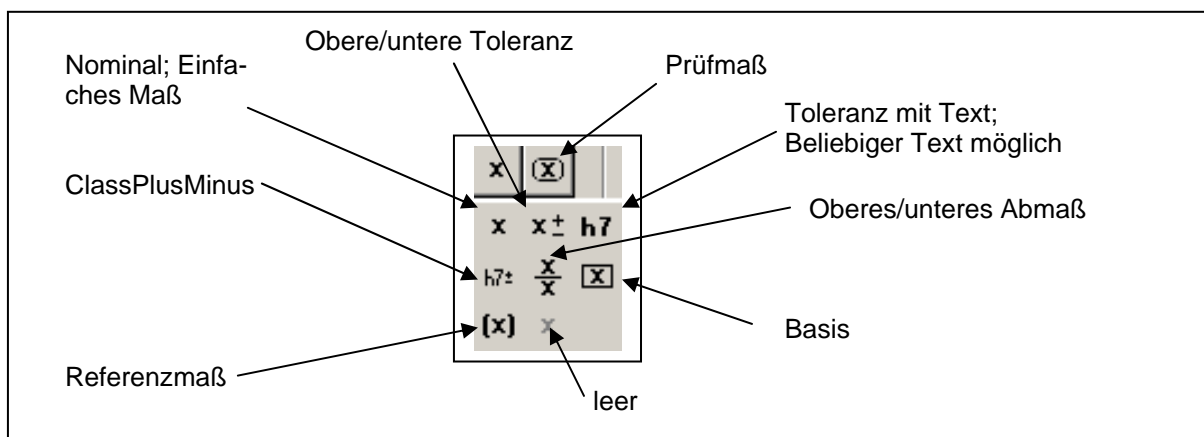 Obere/untere Toleranz
Nominal; Einfa-
ches Maß
Prüfmaß
Toleranz mit Text;
Beliebiger Text möglich
ClassPlusMinus
Oberes/unteres Abmaß
Basis
Referenzmaß
leer
x (x)
x x± h7
h7± x/x x
(x) x